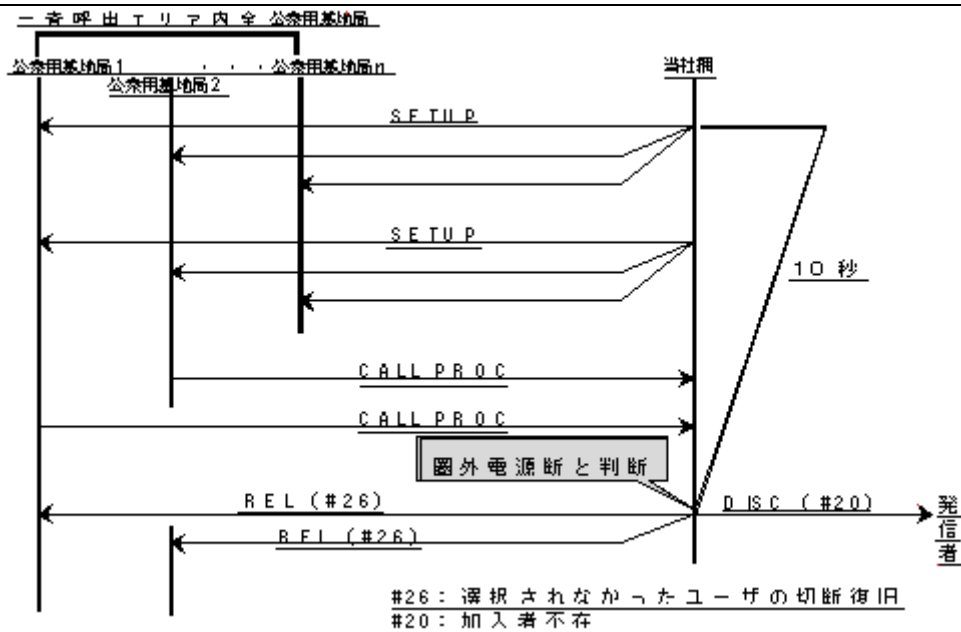 一斉呼出エリア内全公衆用基地局
公衆用基地局1 ・・・公衆用基地局n
当社網
公衆用基地局2
SETUP
SETUP
10秒
CALL PROC
CALL PROC
圏外電源断と判断
REL(#26)
DISC (#20)
発信者
REL(#26)
#26：選択されなかったユーザの切断復旧
#20：加入者不在